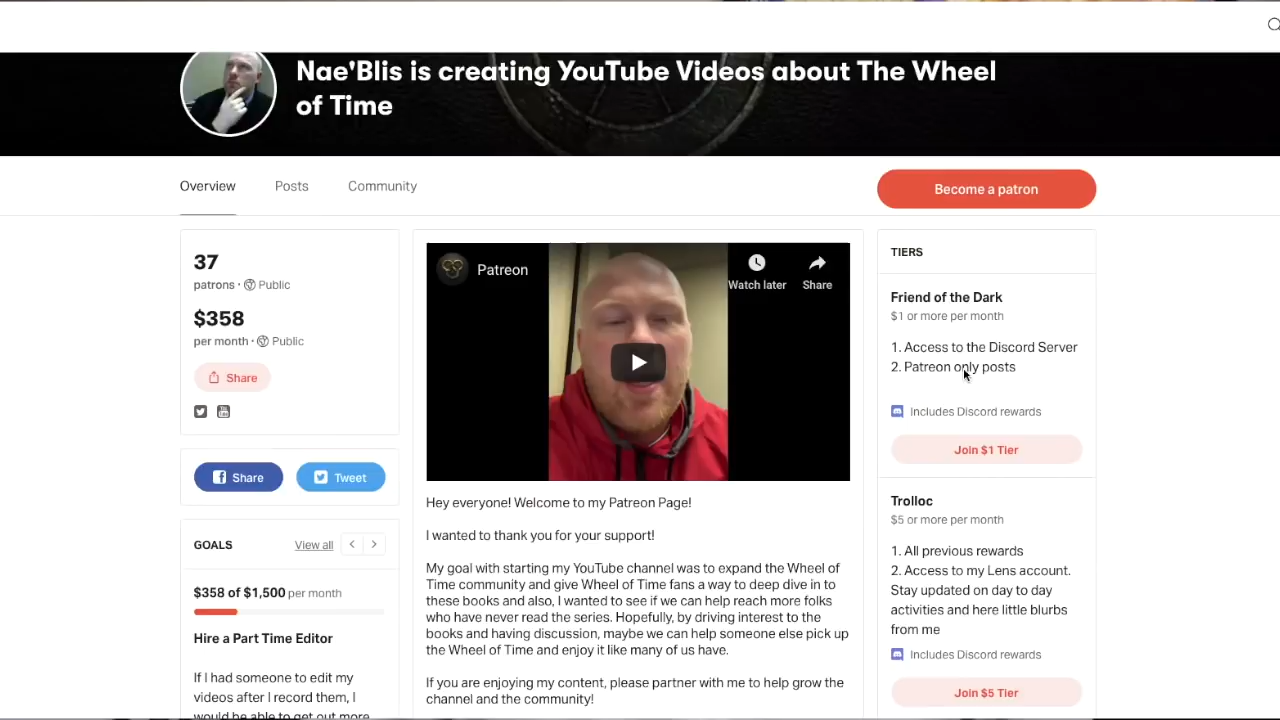 Nae'Blis is creating YouTube Videos about The Wheel
of Time
Overview
Posts
Community
Become a patron
37
patrons · Public
$358
per month · Public
Share
Share
Tweet
GOALS
View all
$358 of $1,500 per month
Hire a Part Time Editor
If I had someone to edit my
videos after I record them, I
would be able to get out more
Patreon
Watch later
Share
Hey everyone! Welcome to my Patreon Page!
I wanted to thank you for your support!
My goal with starting my YouTube channel was to expand the Wheel of
Time community and give Wheel of Time fans a way to deep dive in to
these books and also, I wanted to see if we can help reach more folks
who have never read the series. Hopefully, by driving interest to the
books and having discussion, maybe we can help someone else pick up
the Wheel of Time and enjoy it like many of us have.
If you are enjoying my content, please partner with me to help grow the
channel and the community!
TIERS
Friend of the Dark
$1 or more per month
1. Access to the Discord Server
2. Patreon only posts
Includes Discord rewards
Join $1 Tier
Trolloc
$5 or more per month
1. All previous rewards
2. Access to my Lens account.
Stay updated on day to day
activities and here little blurbs
from me
Includes Discord rewards
Join $5 Tier